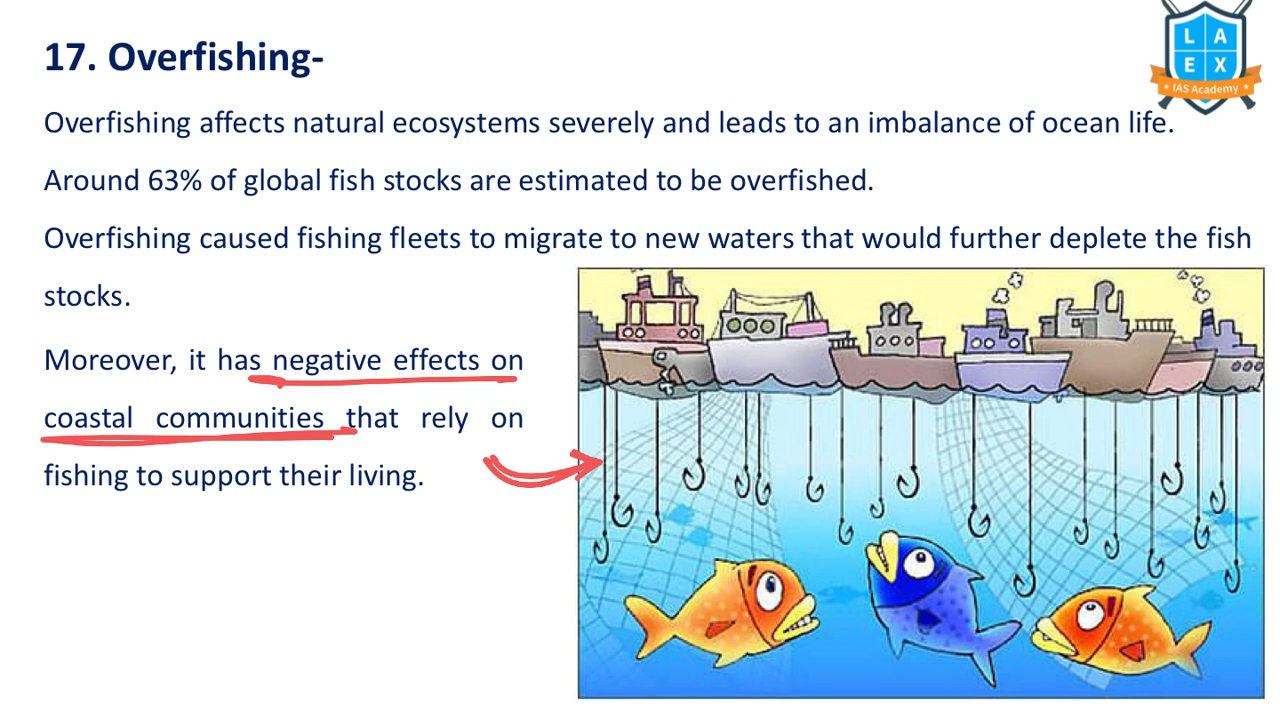 17. Overfishing-
L A
E X
IAS Academy
Overfishing affects natural ecosystems severely and leads to an imbalance of ocean life.
Around 63% of global fish stocks are estimated to be overfished.
Overfishing caused fishing fleets to migrate to new waters that would further deplete the fish
stocks.
Moreover, it has negative effects on
coastal communities that rely on
fishing to support their living.